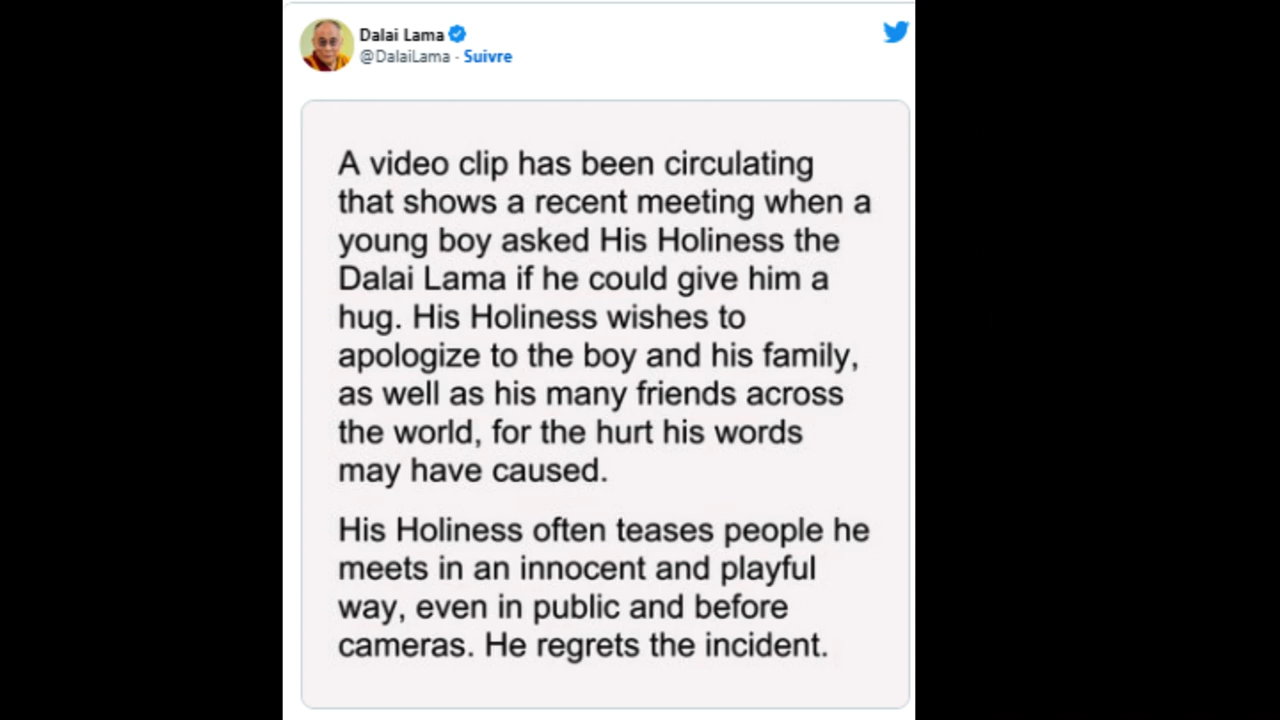 Dalai Lama
@DalaiLama · Suivre
A video clip has been circulating
that shows a recent meeting when a
young boy asked His Holiness the
Dalai Lama if he could give him a
hug. His Holiness wishes to
apologize to the boy and his family,
as well as his many friends across
the world, for the hurt his words
may have caused.
His Holiness often teases people he
meets in an innocent and playful
way, even in public and before
cameras. He regrets the incident.